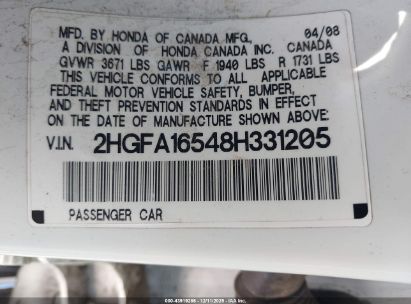 MFD. BY HONDA OF CANADA MFG. 04/08
A DIVISION OF HONDA CANADA INC. CANADA
GVWR 3671 LBS GAWR F 1940 LBS R 1731 LBS
THIS VEHICLE CONFORMS TO ALL APPLICABLE
FEDERAL MOTOR VEHICLE SAFETY, BUMPER,
AND THEFT PREVENTION STANDARDS IN EFFECT
ON THE DATE OF MANUFACTURE SHOWN ABOVE.
V.I.N. 2HGFA16548H331205
PASSENGER CAR